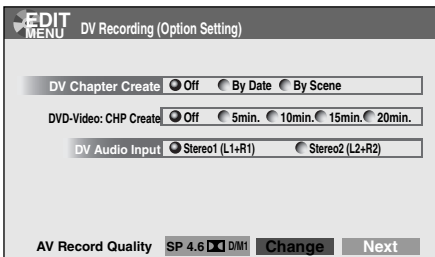 EDIT MENU DV Recording (Option Setting)
DV Chapter Create Off By Date By Scene
DVD-Video: CHP Create Off 5min. 10min. 15min. 20min.
DV Audio Input Stereo1 (L1+R1) Stereo2 (L2+R2)
AV Record Quality SP 4.6 D/M1 Change Next